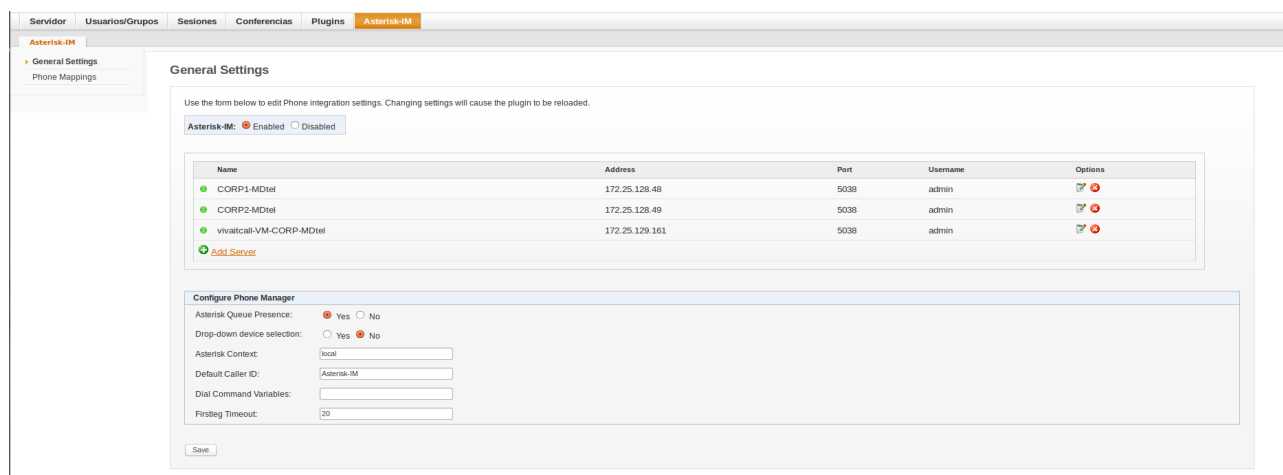 Servidor Usuarios/Grupos Sesiones Conferencias Plugins Asterisk-IM
Asterisk-IM
General Settings
Phone Mappings
General Settings
Use the form below to edit Phone integration settings. Changing settings will cause the plugin to be reloaded.
Asterisk-IM: Enabled Disabled
Name Address Port Username Options
CORP1-MDtel 172.25.128.48 5038 admin
CORP2-MDtel 172.25.128.49 5038 admin
vivaitcall-VM-CORP-MDtel 172.25.129.161 5038 admin
Add Server
Configure Phone Manager
Asterisk Queue Presence: Yes No
Drop-down device selection: Yes No
Asterisk Context: local
Default Caller ID: Asterisk-IM
Dial Command Variables:
Firstleg Timeout: 20
Save